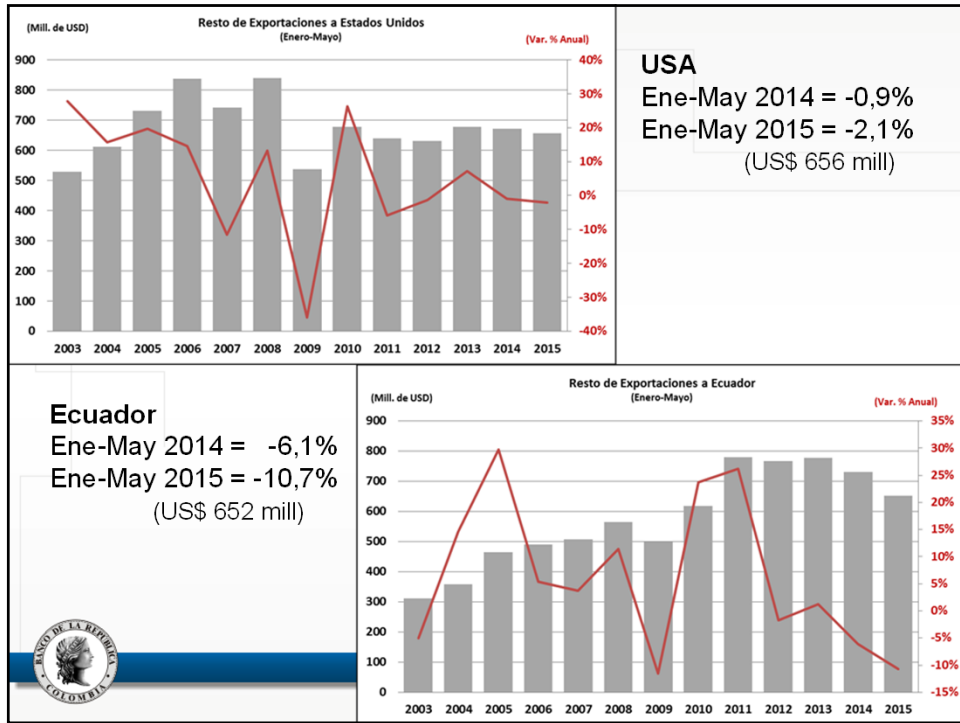 Resto de Exportaciones a Estados Unidos
(Enero-Mayo)
(Mill. de USD)
(Var. % Anual)
900
800
700
600
500
400
300
200
100
0
40%
30%
20%
10%
0%
-10%
-20%
-30%
-40%
2003 2004 2005 2006 2007 2008 2009 2010 2011 2012 2013 2014 2015
USA
Ene-May 2014 = -0,9%
Ene-May 2015 = -2,1%
(US$ 656 mill)
Ecuador
Ene-May 2014 = -6,1%
Ene-May 2015 = -10,7%
(US$ 652 mill)
BANCO DE LA REPÚBLICA
COLOMBIA
Resto de Exportaciones a Ecuador
(Enero-Mayo)
(Mill. de USD)
(Var. % Anual)
900
800
700
600
500
400
300
200
100
0
35%
30%
25%
20%
15%
10%
5%
0%
-5%
-10%
-15%
2003 2004 2005 2006 2007 2008 2009 2010 2011 2012 2013 2014 2015